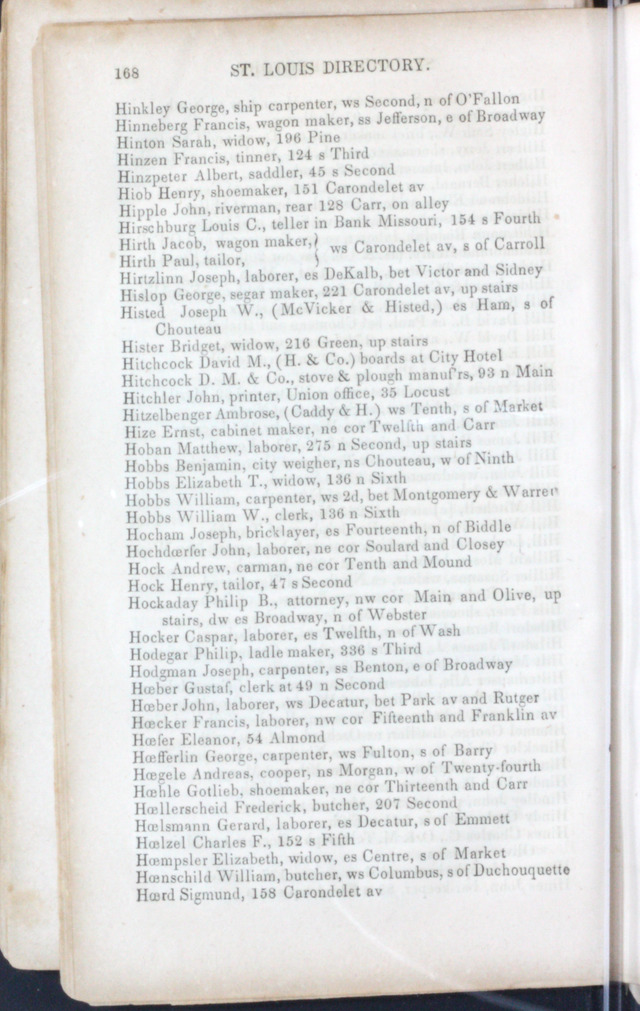 168 ST. LOUIS DIRECTORY.
Hinkley George, ship carpenter, ws Second, n of O'Fallon
Hinneberg Francis, wagon maker, ss Jefferson, e of Broadway
Hinton Sarah, widow, 196 Pine
Hinzen Francis, tinner, 124 s Third
Hinzpeter Albert, saddler, 45 s Second
Hiob Henry, shoemaker, 151 Carondelet av
Hipple John, riverman, rear 128 Carr, on alley
Hirschburg Louis C., teller in Bank Missouri, 154 s Fourth
Hirth Jacob, wagon maker, } ws Carondelet av, s of Carroll
Hirth Paul, tailor, }
Hirtzlinn Joseph, laborer, es DeKalb, bet Victor and Sidney
Hislop George, segar maker, 221 Carondelet av, up stairs
Histed Joseph W., (McVicker & Histed,) es Ham, s of
Chouteau
Hister Bridget, widow, 216 Green, up stairs
Hitchcock David M., (H. & Co.) boards at City Hotel
Hitchcock D. M. & Co., stove & plough manuf'rs, 93 n Main
Hitchler John, printer, Union office, 35 Locust
Hitzelbenger Ambrose, (Caddy & H.) ws Tenth, s of Market
Hize Ernst, cabinet maker, ne cor Twelfth and Carr
Hoban Matthew, laborer, 275 n Second, up stairs
Hobbs Benjamin, city weigher, ns Chouteau, w of Ninth
Hobbs Elizabeth T., widow, 136 n Sixth
Hobbs William, carpenter, ws 2d, bet Montgomery & Warren
Hobbs William W., clerk, 136 n Sixth
Hocham Joseph, bricklayer, es Fourteenth, n of Biddle
Hochdœrfer John, laborer, ne cor Soulard and Closey
Hock Andrew, carman, ne cor Tenth and Mound
Hock Henry, tailor, 47 s Second
Hockaday Philip B., attorney, nw cor Main and Olive, up
stairs, dw es Broadway, n of Webster
Hocker Caspar, laborer, es Twelfth, n of Wash
Hodegar Philip, ladle maker, 336 s Third
Hodgman Joseph, carpenter, ss Benton, e of Broadway
Hœber Gustaf, clerk at 49 n Second
Hœber John, laborer, ws Decatur, bet Park av and Rutger
Hœcker Francis, laborer, nw cor Fifteenth and Franklin av
Hœfer Eleanor, 54 Almond
Hœfferlin George, carpenter, ws Fulton, s of Barry
Hœgele Andreas, cooper, ns Morgan, w of Twenty-fourth
Hœhle Gotlieb, shoemaker, ne cor Thirteenth and Carr
Hœllerscheid Frederick, butcher, 207 Second
Hœlsmann Gerard, laborer, es Decatur, s of Emmett
Hœlzel Charles F., 152 s Fifth
Hœmpsler Elizabeth, widow, es Centre, s of Market
Hœnschild William, butcher, ws Columbus, s of Duchouquette
Hœrd Sigmund, 158 Carondelet av